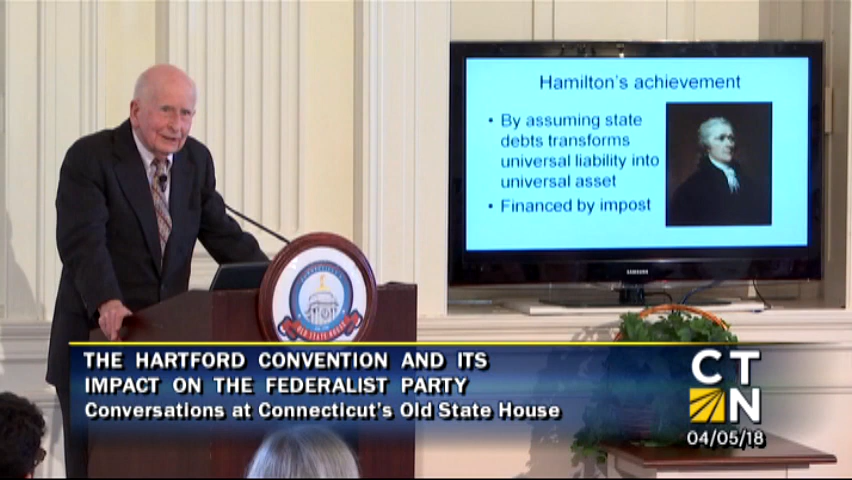 Hamilton's achievement
• By assuming state
debts transforms
universal liability into
universal asset
• Financed by impost
SAMSUNG
OLD STATE HOUSE
THE HARTFORD CONVENTION AND ITS
IMPACT ON THE FEDERALIST PARTY
Conversations at Connecticut's Old State House
CT
N
04/05/18